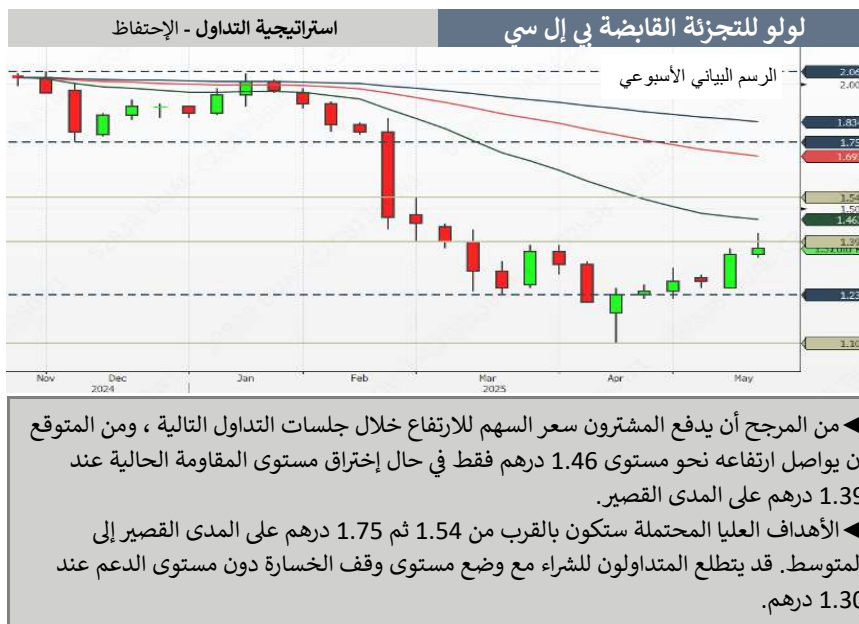 لولو للتجزئة القابضة بي إل سي
استراتيجية التداول - الإحتفاظ
الرسم البياني الأسبوعي
2.06
2.00
1.83
1.75
1.69
1.54
1.50
1.46
1.39
1.23
1.10
Nov Dec Jan Feb Mar Apr May
2024 2025
◀من المرجح أن يدفع المشترون سعر السهم للارتفاع خلال جلسات التداول التالية ، ومن المتوقع
ن يواصل ارتفاعه نحو مستوى 1.46 درهم فقط في حال إختراق مستوى المقاومة الحالية عند
1.39 درهم على المدى القصير.
◀الأهداف العليا المحتملة ستكون بالقرب من 1.54 ثم 1.75 درهم على المدى القصير إلى
لمتوسط. قد يتطلع المتداولون للشراء مع وضع مستوى وقف الخسارة دون مستوى الدعم عند
1.30 درهم.